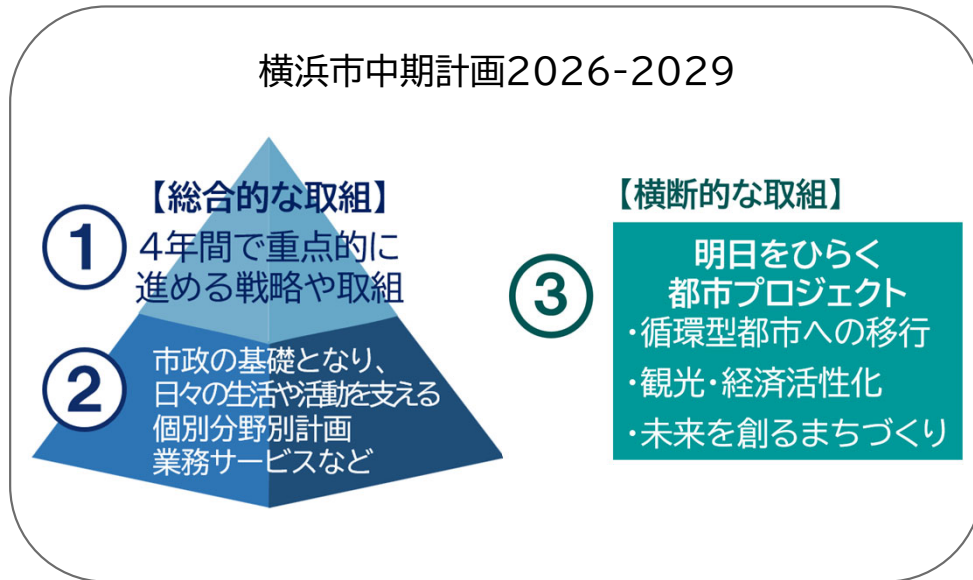 横浜市中期計画2026-2029
①
【総合的な取組】
4年間で重点的に
進める戦略や取組
②
市政の基礎となり、
日々の生活や活動を支える
個別分野別計画
業務サービスなど
③
【横断的な取組】
明日をひらく
都市プロジェクト
・循環型都市への移行
・観光・経済活性化
・未来を創るまちづくり